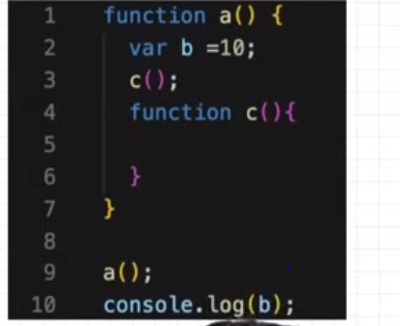 1 function a() {
2 var b =10;
3 c();
4 function c(){
5
6 }
7 }
8
9 a();
10 console.log(b);